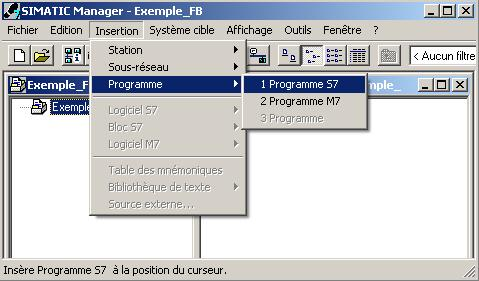 SIMATIC Manager - Exemple_FB
Fichier Edition Insertion Système cible Affichage Outils Fenêtre ?
< Aucun filtre
Station
Sous-réseau
Programme
Logiciel S7
Bloc S7
Logiciel M7
Table des mnémoniques
Bibliothèque de texte
Source externe...
1 Programme S7
2 Programme M7
3 Programme
Exemple_F
mple_
Exemple
Insère Programme S7 à la position du curseur.